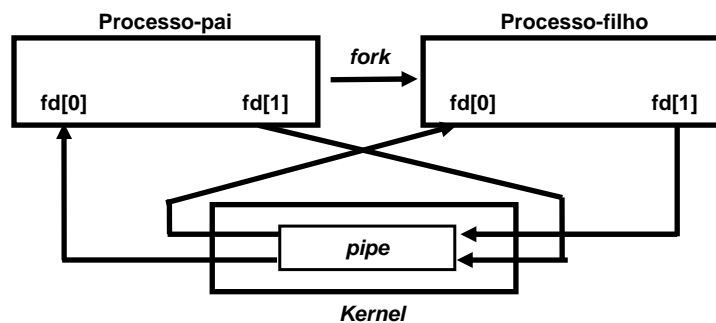 Processo-pai
Processo-filho
fork
fd[0]
fd[1]
fd[0]
fd[1]
pipe
Kernel